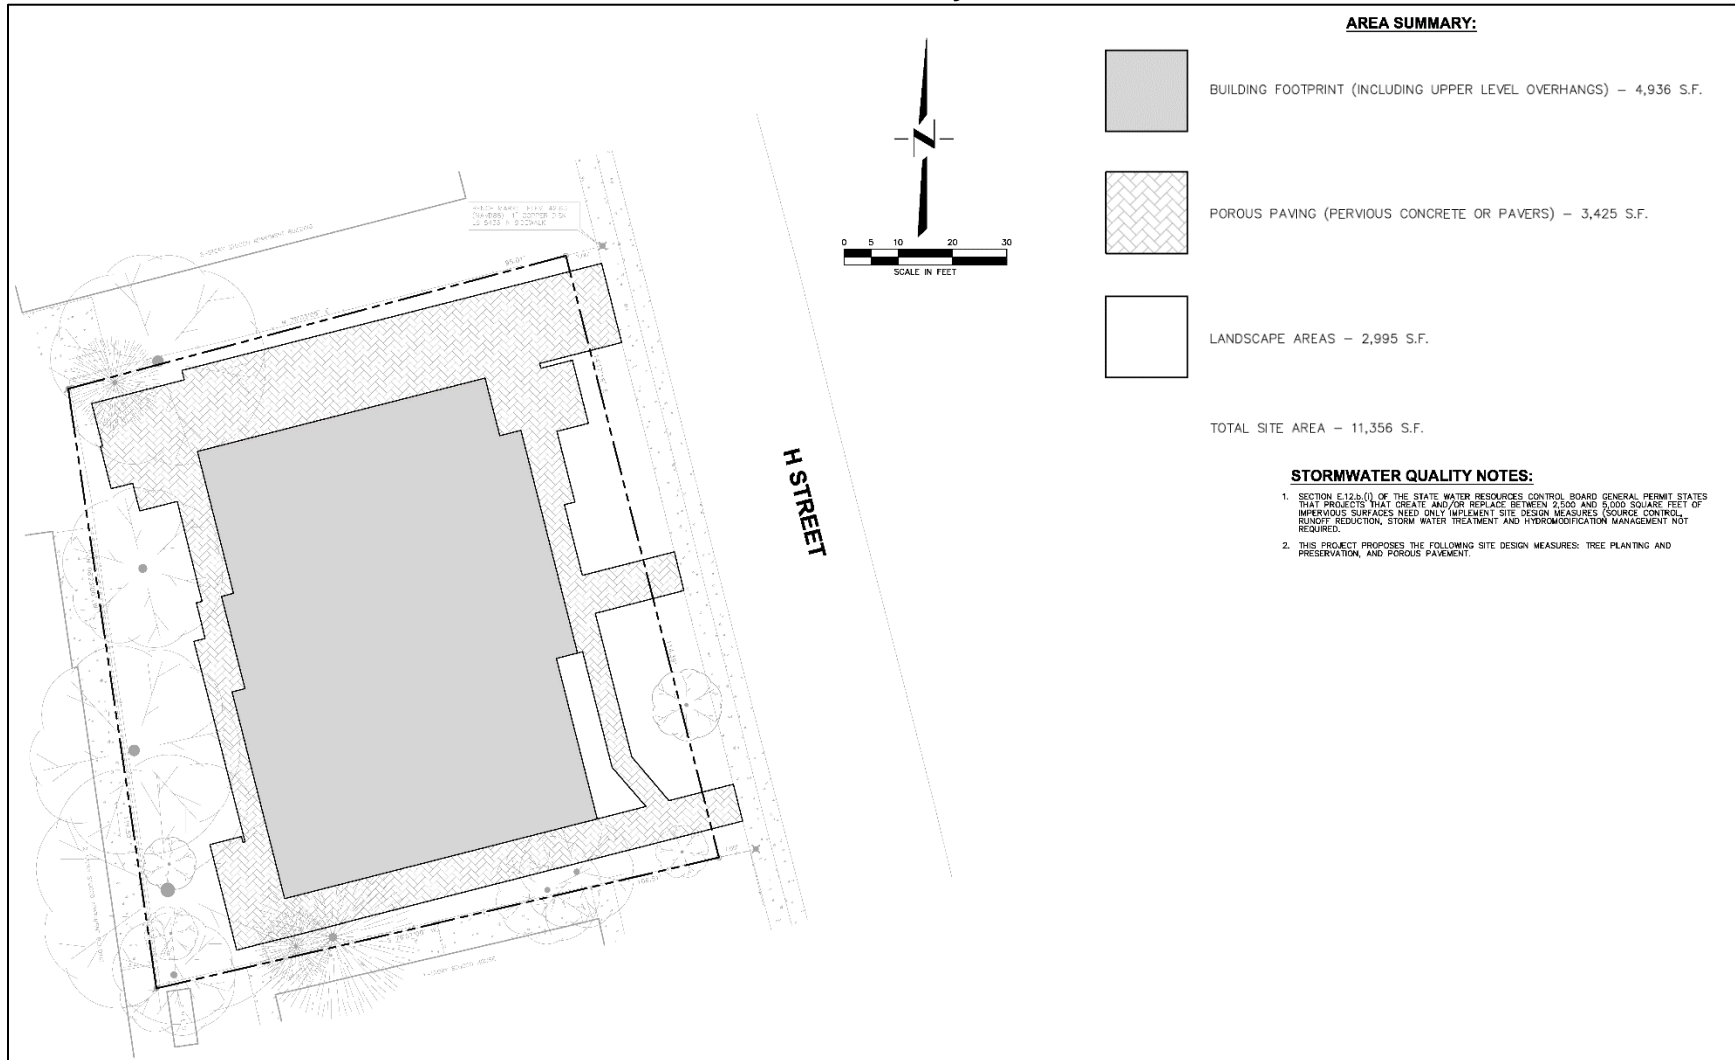 AREA SUMMARY:
BUILDING FOOTPRINT (INCLUDING UPPER LEVEL OVERHANGS) – 4,936 S.F.
POROUS PAVING (PERVIOUS CONCRETE OR PAVERS) – 3,425 S.F.
LANDSCAPE AREAS – 2,995 S.F.
TOTAL SITE AREA – 11,356 S.F.
STORMWATER QUALITY NOTES:
1. SECTION E.12.b.(i) OF THE STATE WATER RESOURCES CONTROL BOARD GENERAL PERMIT STATES
THAT PROJECTS THAT CREATE AND/OR REPLACE BETWEEN 2,500 AND 5,000 SQUARE FEET OF
IMPERVIOUS SURFACES NEED ONLY IMPLEMENT SITE DESIGN MEASURES (SOURCE CONTROL,
RUNOFF REDUCTION, STORM WATER TREATMENT AND HYDROMODIFICATION MANAGEMENT NOT
REQUIRED.
2. THIS PROJECT PROPOSES THE FOLLOWING SITE DESIGN MEASURES: TREE PLANTING AND
PRESERVATION, AND POROUS PAVEMENT.
N
0 5 10 20 30
SCALE IN FEET
H STREET